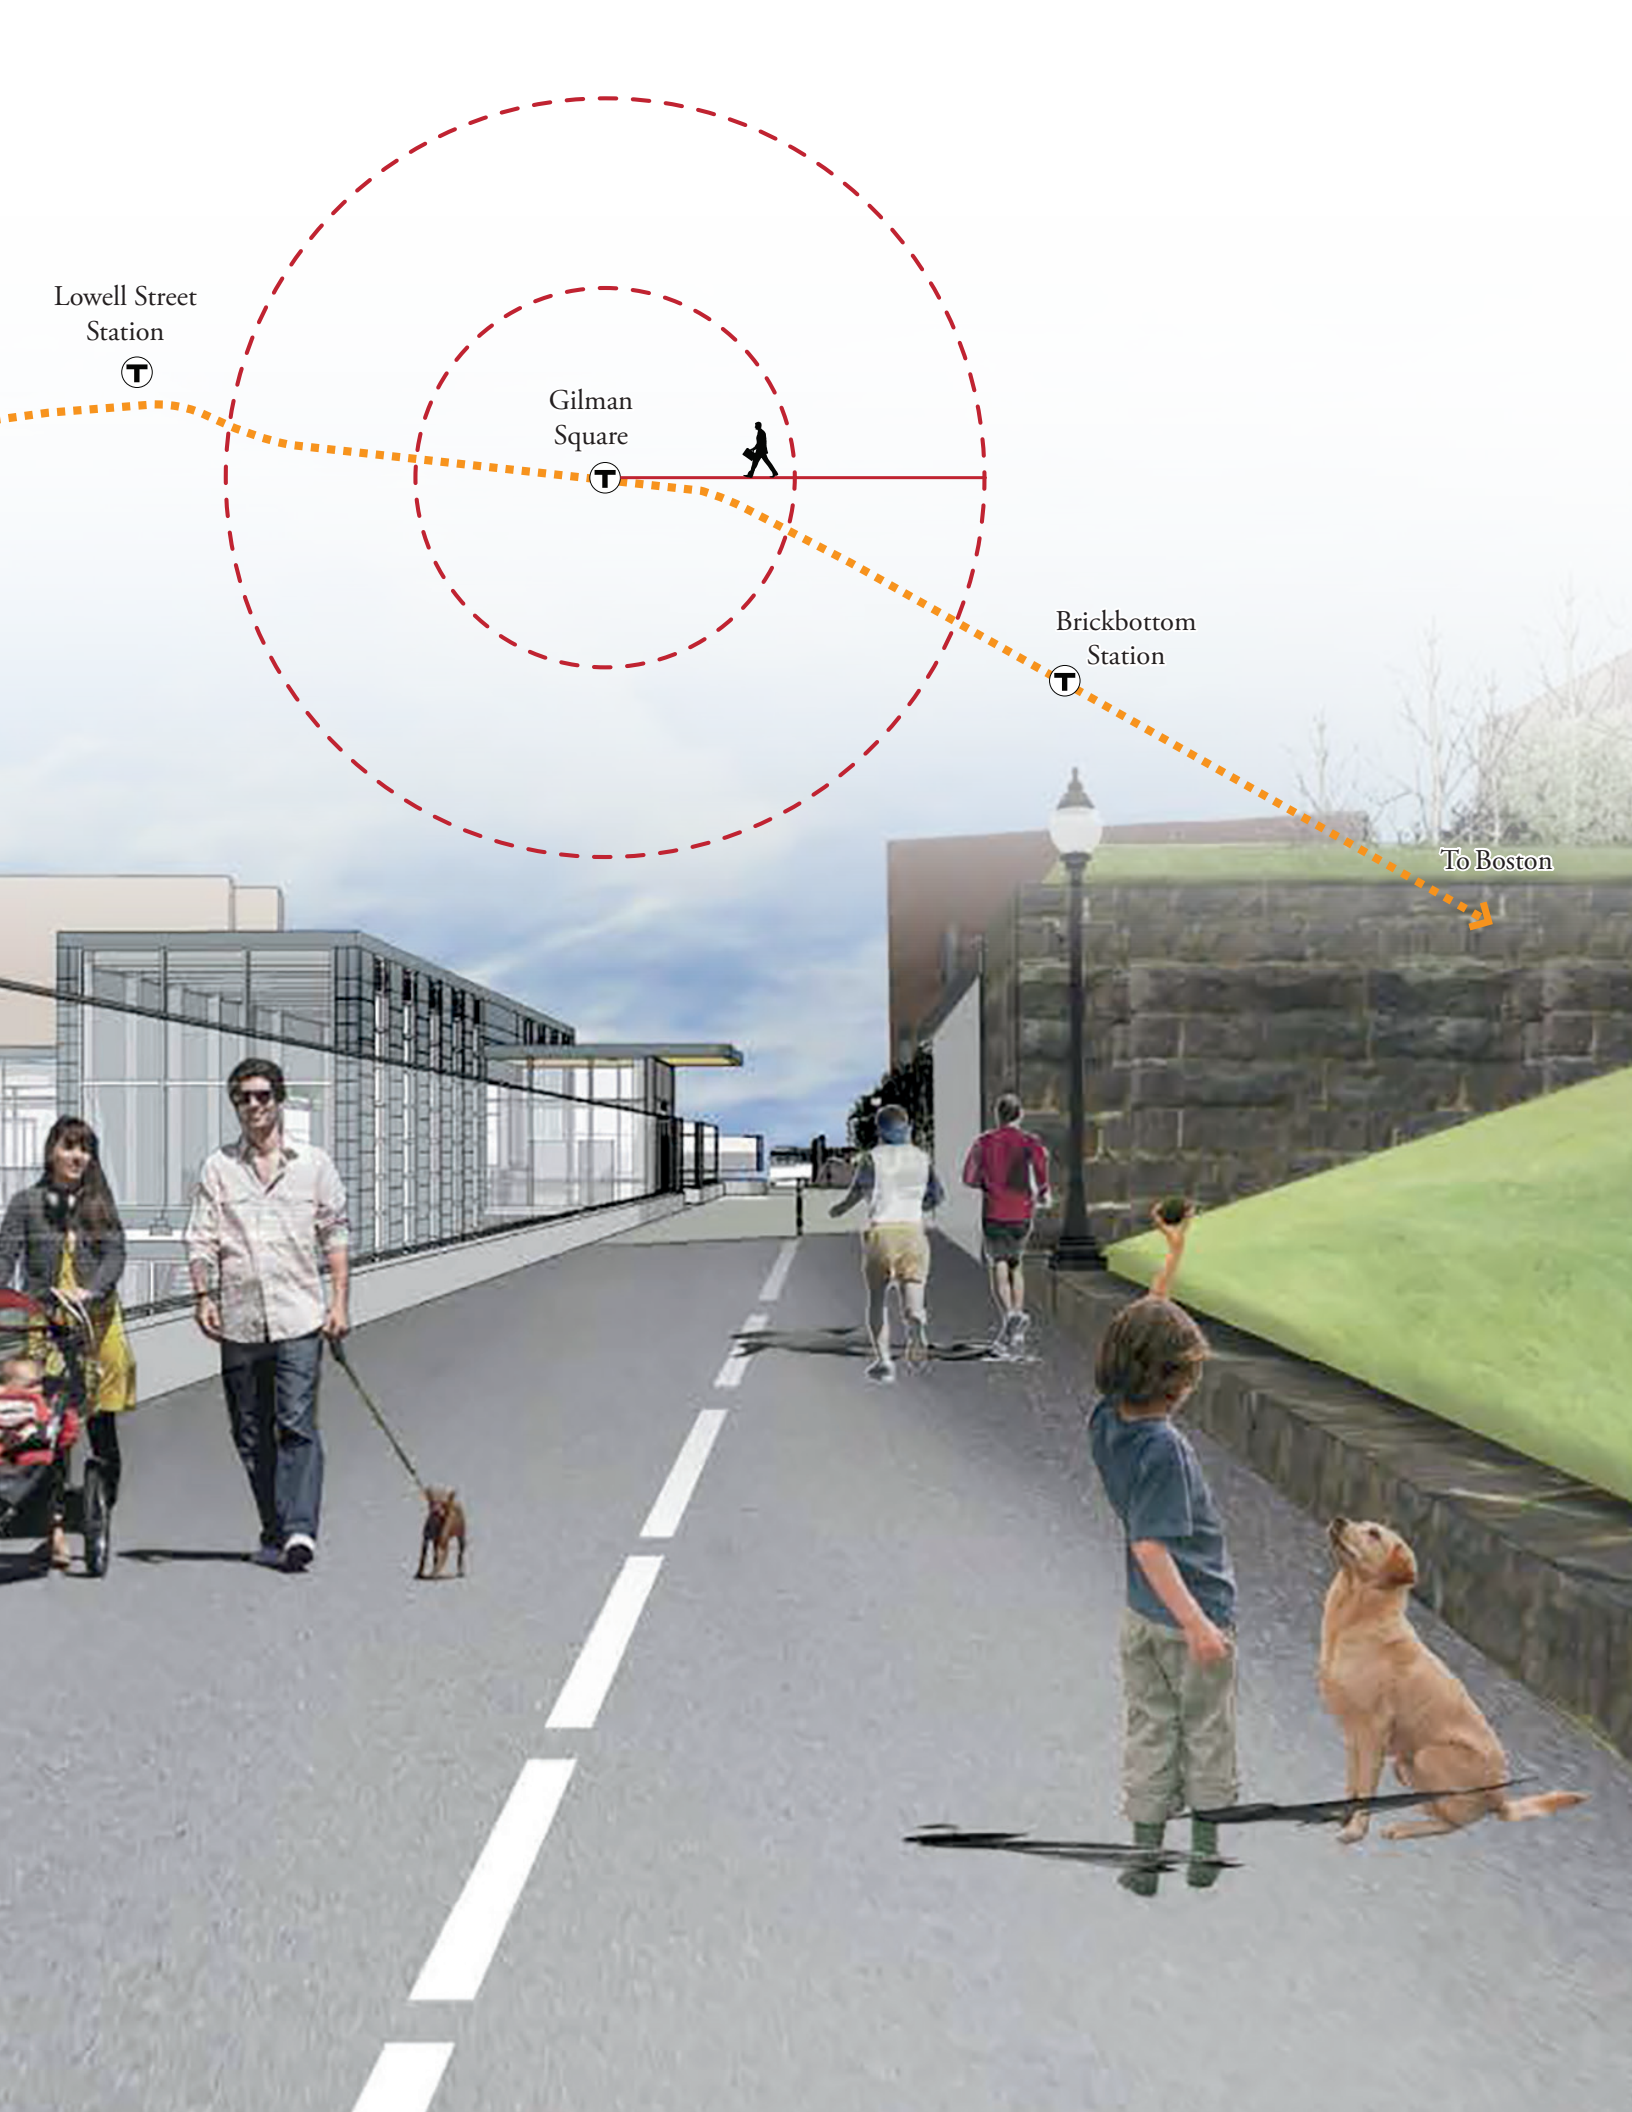 Lowell Street
Station
T
Gilman
Square
T
Brickbottom
Station
T
To Boston